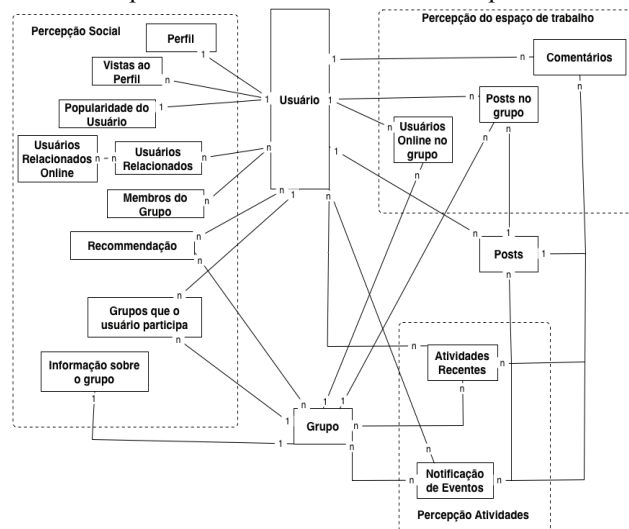 Percepção Social
Perfil
1
Vistas ao
Perfil
n
Popularidade do
Usuário
1
Usuários
Relacionados
Online
n
n
Usuários
Relacionados
n
Membros do
Grupo
n
Recommendação
n
n
Grupos que o
usuário participa
n
n
Informação sobre
o grupo
1
Usuário
1
n
n
1
n
1
1
1
Percepção do espaço de trabalho
Comentários
n
n
Posts no
grupo
n
n
n
Usuários
Online no
grupo
n
n
Posts
n
1
1
n
Atividades
Recentes
n
n
n
Grupo
n
1
1
1
1
n
n
Notificação
de Eventos
n
n
n
Percepção Atividades